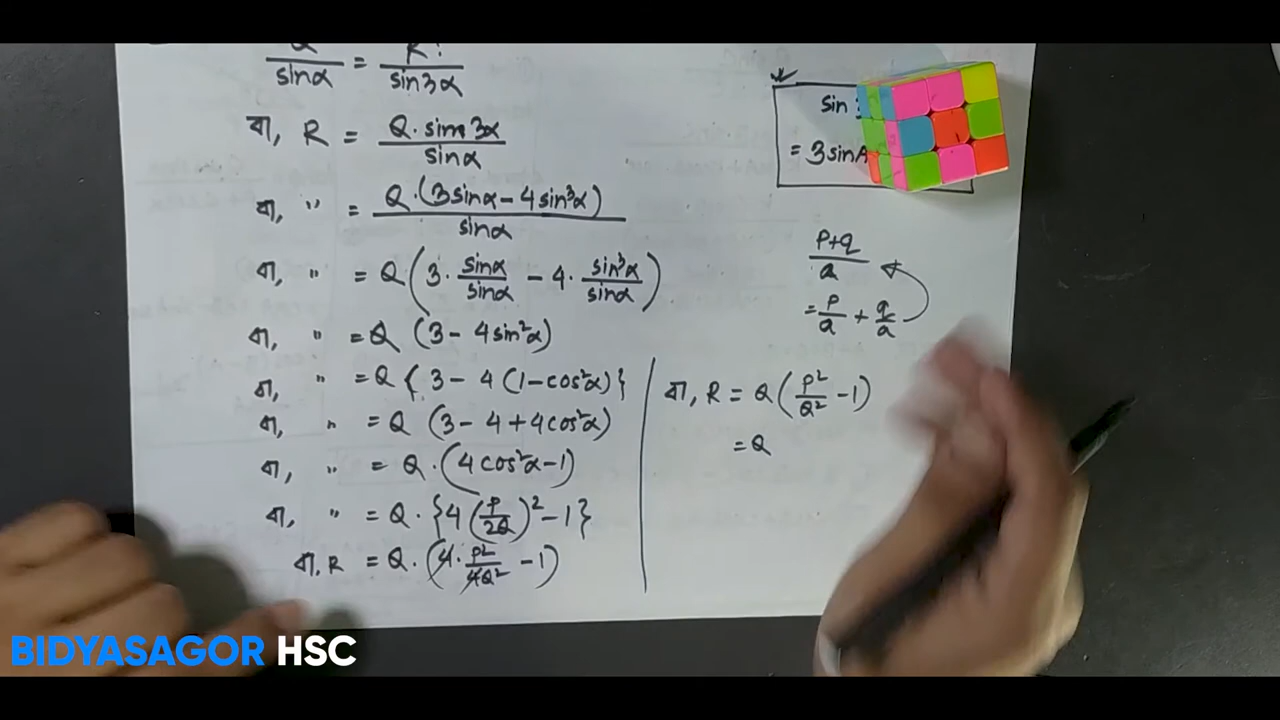 Q/sinα = R/sin3α
বা, R = Q·sin3α/sinα
বা, " = Q·(3sinα - 4sin³α)/sinα
বা, " = Q(3·sinα/sinα - 4·sin³α/sinα)
বা, " = Q (3 - 4sin²α)
বা, " = Q{3 - 4(1-cos²α)}
বা, " = Q (3 - 4 + 4cos²α)
বা, " = Q·(4cos²α-1)
বা, " = Q·{4(P/2Q)² - 1}
বা, R = Q·(4·P²/4Q² - 1)
sin
= 3sinA
P+q/a
= P/a + q/a
বা, R = Q(P²/Q² - 1)
= Q
BIDYASAGOR HSC